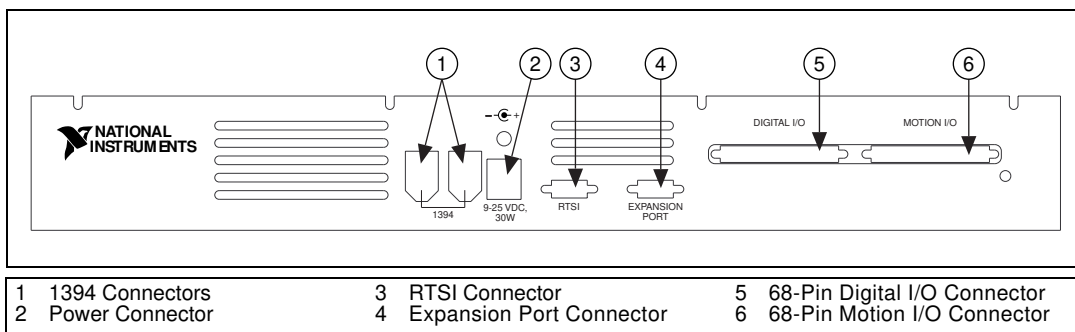 1 2 3 4 5 6
- +
NATIONAL
INSTRUMENTS
DIGITAL I/O MOTION I/O
1394
9-25 VDC,
30W
RTSI
EXPANSION
PORT
1 1394 Connectors 3 RTSI Connector 5 68-Pin Digital I/O Connector
2 Power Connector 4 Expansion Port Connector 6 68-Pin Motion I/O Connector